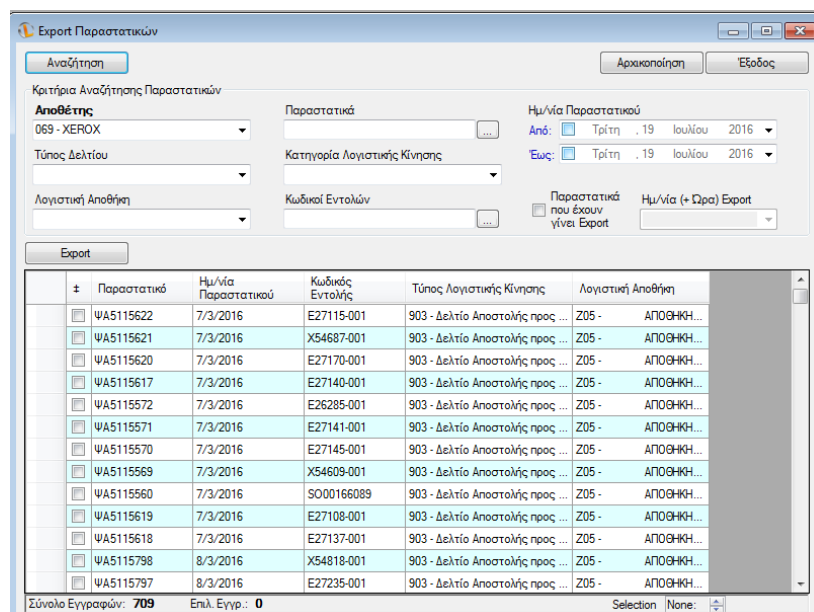 Export Παραστατικών
Αναζήτηση Αρχικοποίηση Έξοδος
Κριτήρια Αναζήτησης Παραστατικών
Αποθέτης Παραστατικά Ημ/νία Παραστατικού
069 - XEROX ... Από: Τρίτη , 19 Ιουλίου 2016
Τύπος Δελτίου Κατηγορία Λογιστικής Κίνησης Έως: Τρίτη , 19 Ιουλίου 2016
Λογιστική Αποθήκη Κωδικοί Εντολών Παραστατικά που έχουν γίνει Export Ημ/νία (+ Ώρα) Export
...
Export
± Παραστατικό Ημ/νία Παραστατικού Κωδικός Εντολής Τύπος Λογιστικής Κίνησης Λογιστική Αποθήκη
ΨΑ5115622 7/3/2016 E27115-001 903 - Δελτίο Αποστολής προς ... Z05 - ΑΠΟΘΗΚΗ...
ΨΑ5115621 7/3/2016 X54687-001 903 - Δελτίο Αποστολής προς ... Z05 - ΑΠΟΘΗΚΗ...
ΨΑ5115620 7/3/2016 E27170-001 903 - Δελτίο Αποστολής προς ... Z05 - ΑΠΟΘΗΚΗ...
ΨΑ5115617 7/3/2016 E27140-001 903 - Δελτίο Αποστολής προς ... Z05 - ΑΠΟΘΗΚΗ...
ΨΑ5115572 7/3/2016 E26285-001 903 - Δελτίο Αποστολής προς ... Z05 - ΑΠΟΘΗΚΗ...
ΨΑ5115571 7/3/2016 E27141-001 903 - Δελτίο Αποστολής προς ... Z05 - ΑΠΟΘΗΚΗ...
ΨΑ5115570 7/3/2016 E27145-001 903 - Δελτίο Αποστολής προς ... Z05 - ΑΠΟΘΗΚΗ...
ΨΑ5115569 7/3/2016 X54609-001 903 - Δελτίο Αποστολής προς ... Z05 - ΑΠΟΘΗΚΗ...
ΨΑ5115560 7/3/2016 SO00166089 903 - Δελτίο Αποστολής προς ... Z05 - ΑΠΟΘΗΚΗ...
ΨΑ5115619 7/3/2016 E27108-001 903 - Δελτίο Αποστολής προς ... Z05 - ΑΠΟΘΗΚΗ...
ΨΑ5115618 7/3/2016 E27137-001 903 - Δελτίο Αποστολής προς ... Z05 - ΑΠΟΘΗΚΗ...
ΨΑ5115798 8/3/2016 X54818-001 903 - Δελτίο Αποστολής προς ... Z05 - ΑΠΟΘΗΚΗ...
ΨΑ5115797 8/3/2016 E27235-001 903 - Δελτίο Αποστολής προς ... Z05 - ΑΠΟΘΗΚΗ...
Σύνολο Εγγραφών: 709 Επιλ. Εγγρ.: 0 Selection None: